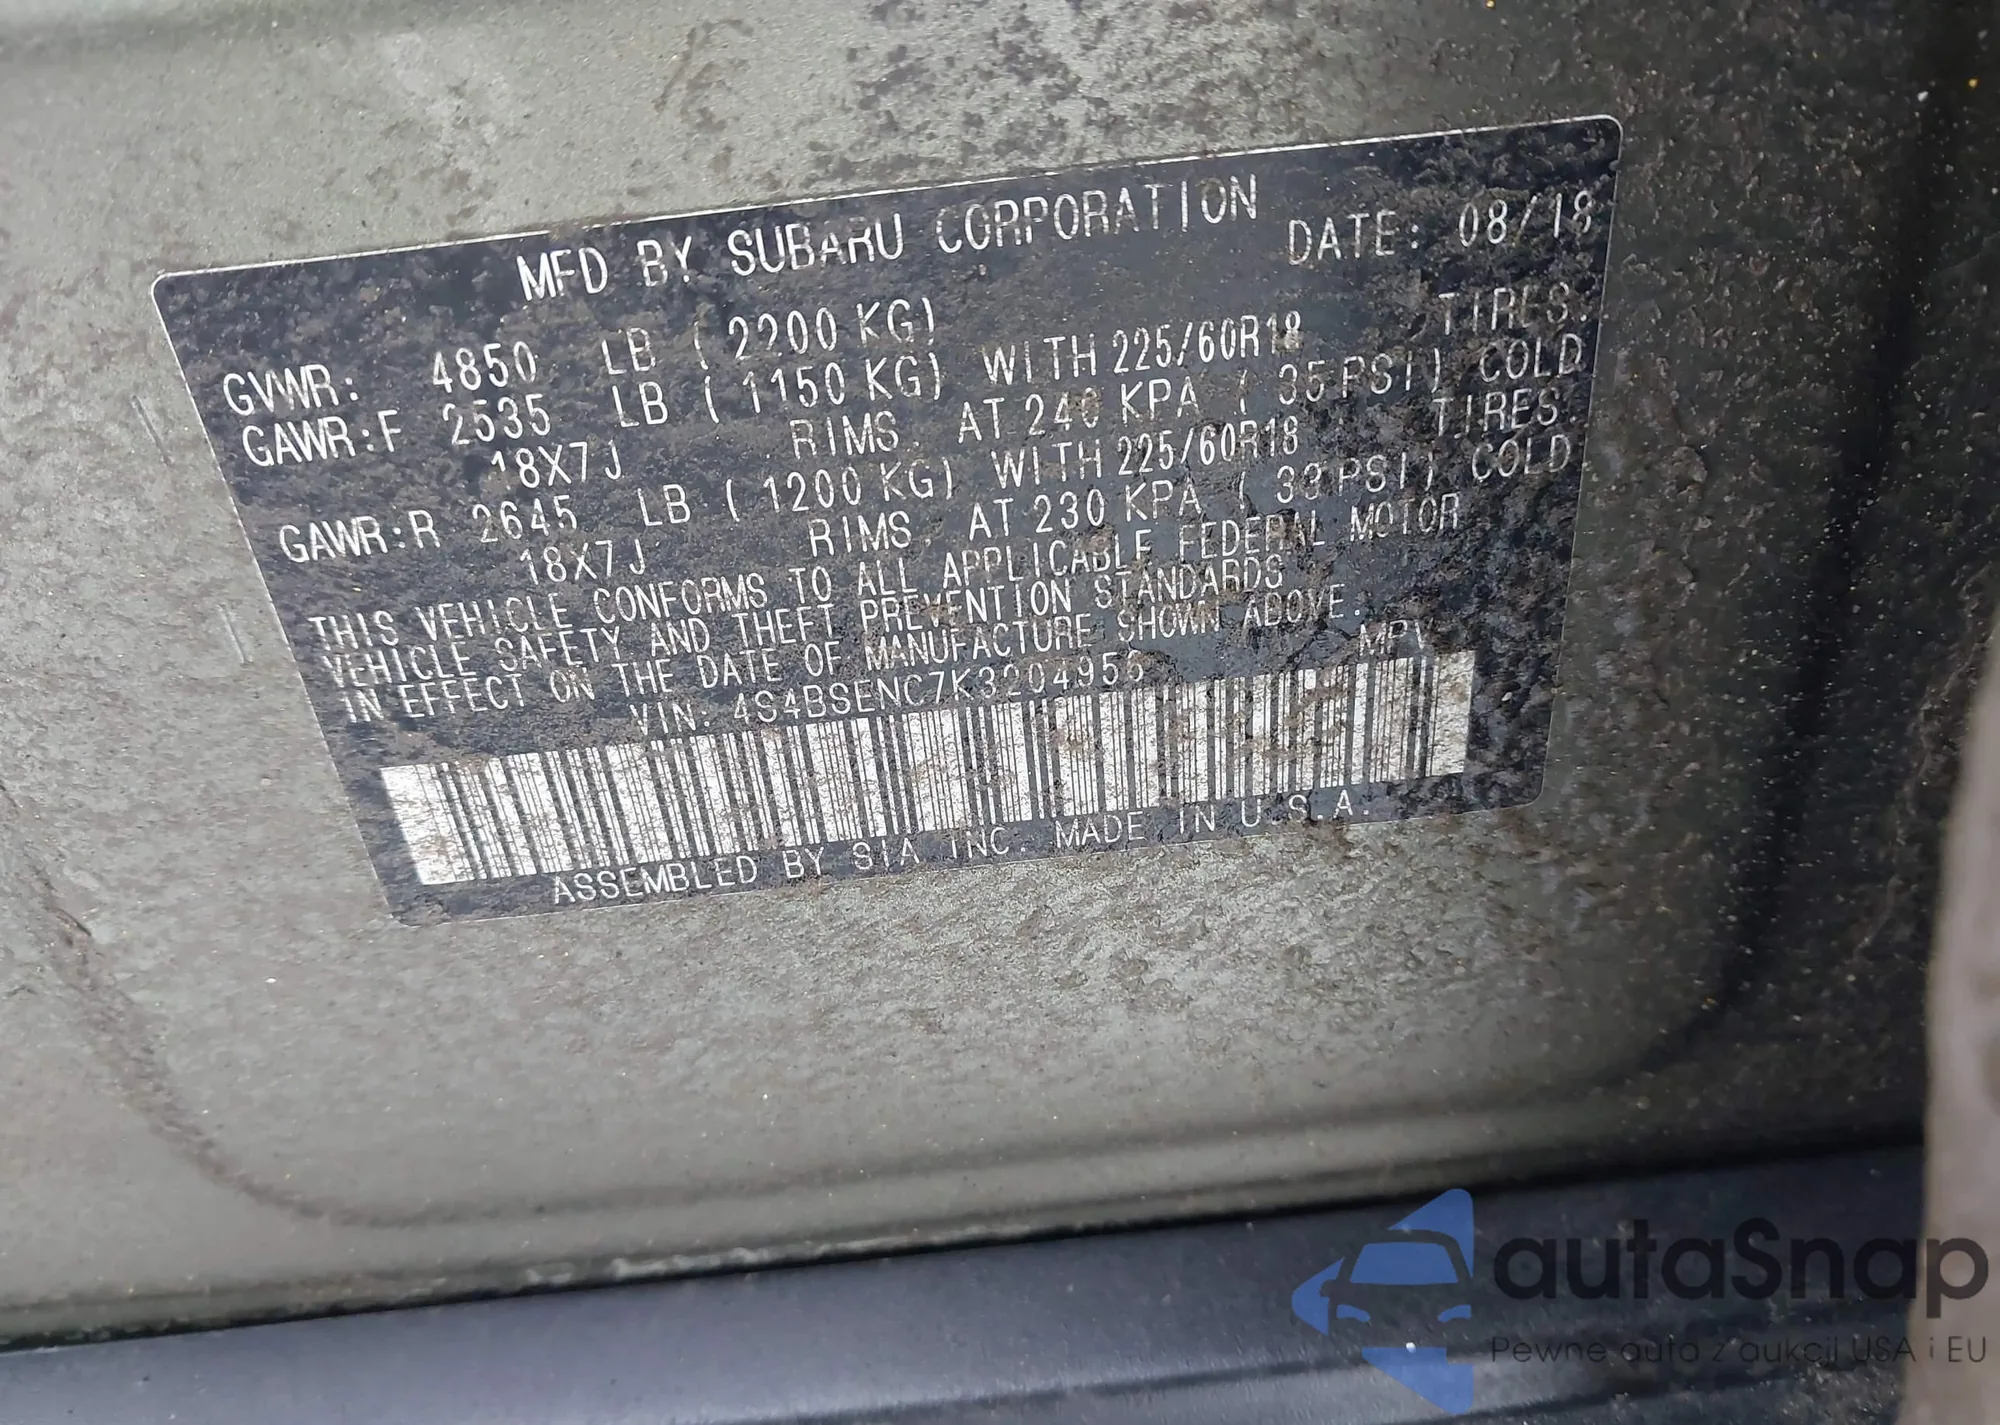 MFD BY SUBARU CORPORATION DATE: 08/18
GVWR: 4850 LB ( 2200 KG) TIRES:
GAWR:F 2535 LB ( 1150 KG) WITH 225/60R18
18X7J RIMS, AT 240 KPA ( 35 PSI) COLD
TIRES:
GAWR:R 2645 LB ( 1200 KG) WITH 225/60R18
18X7J RIMS, AT 230 KPA ( 33 PSI) COLD
THIS VEHICLE CONFORMS TO ALL APPLICABLE FEDERAL MOTOR
VEHICLE SAFETY AND THEFT PREVENTION STANDARDS
IN EFFECT ON THE DATE OF MANUFACTURE SHOWN ABOVE.
VIN: 4S4BSENC7K3204955 MPV
ASSEMBLED BY SIA INC. MADE IN U.S.A.
autaSnap
Pewne auta z aukcji USA i EU